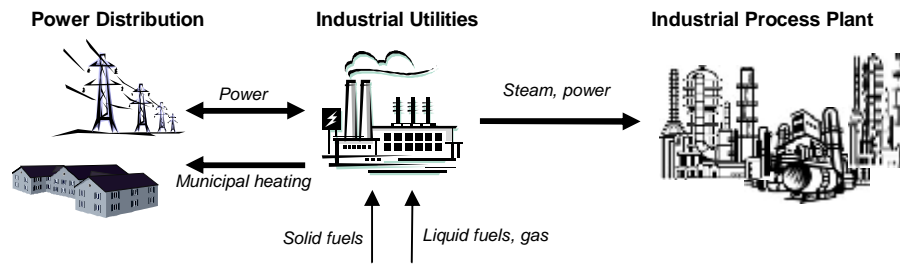 Power Distribution
Industrial Utilities
Industrial Process Plant
Power
Steam, power
Municipal heating
Solid fuels
Liquid fuels, gas